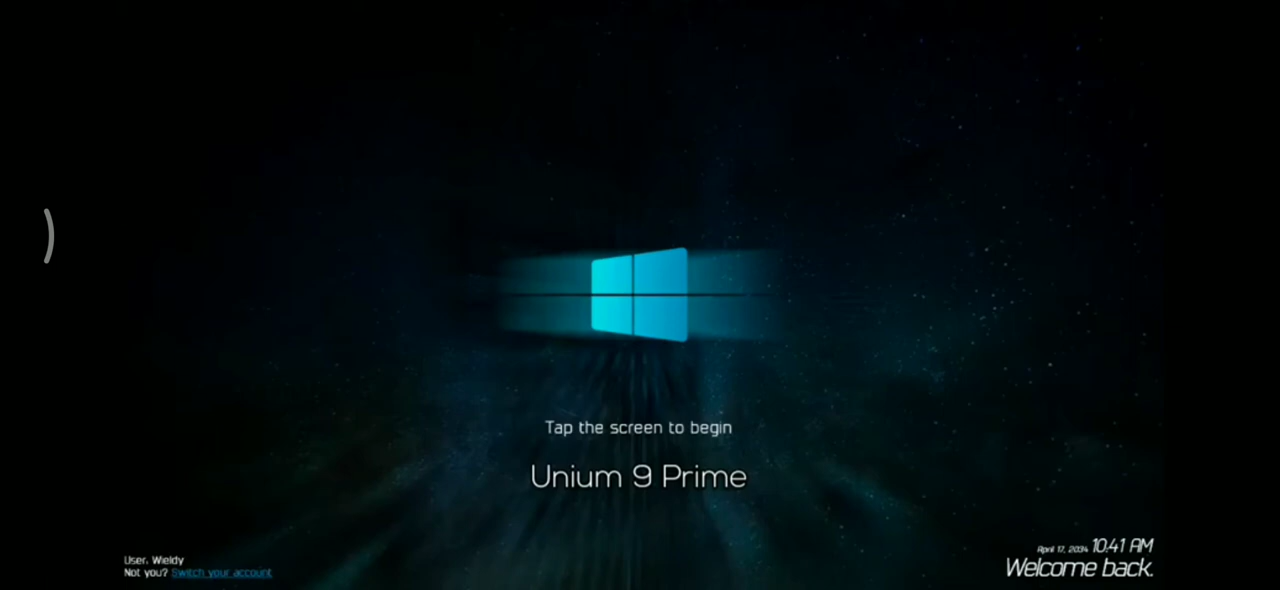 Tap the screen to begin
Unium 9 Prime
User, Wieldy
Not you? Switch your account
April 17, 2034 10:41 AM
Welcome back.